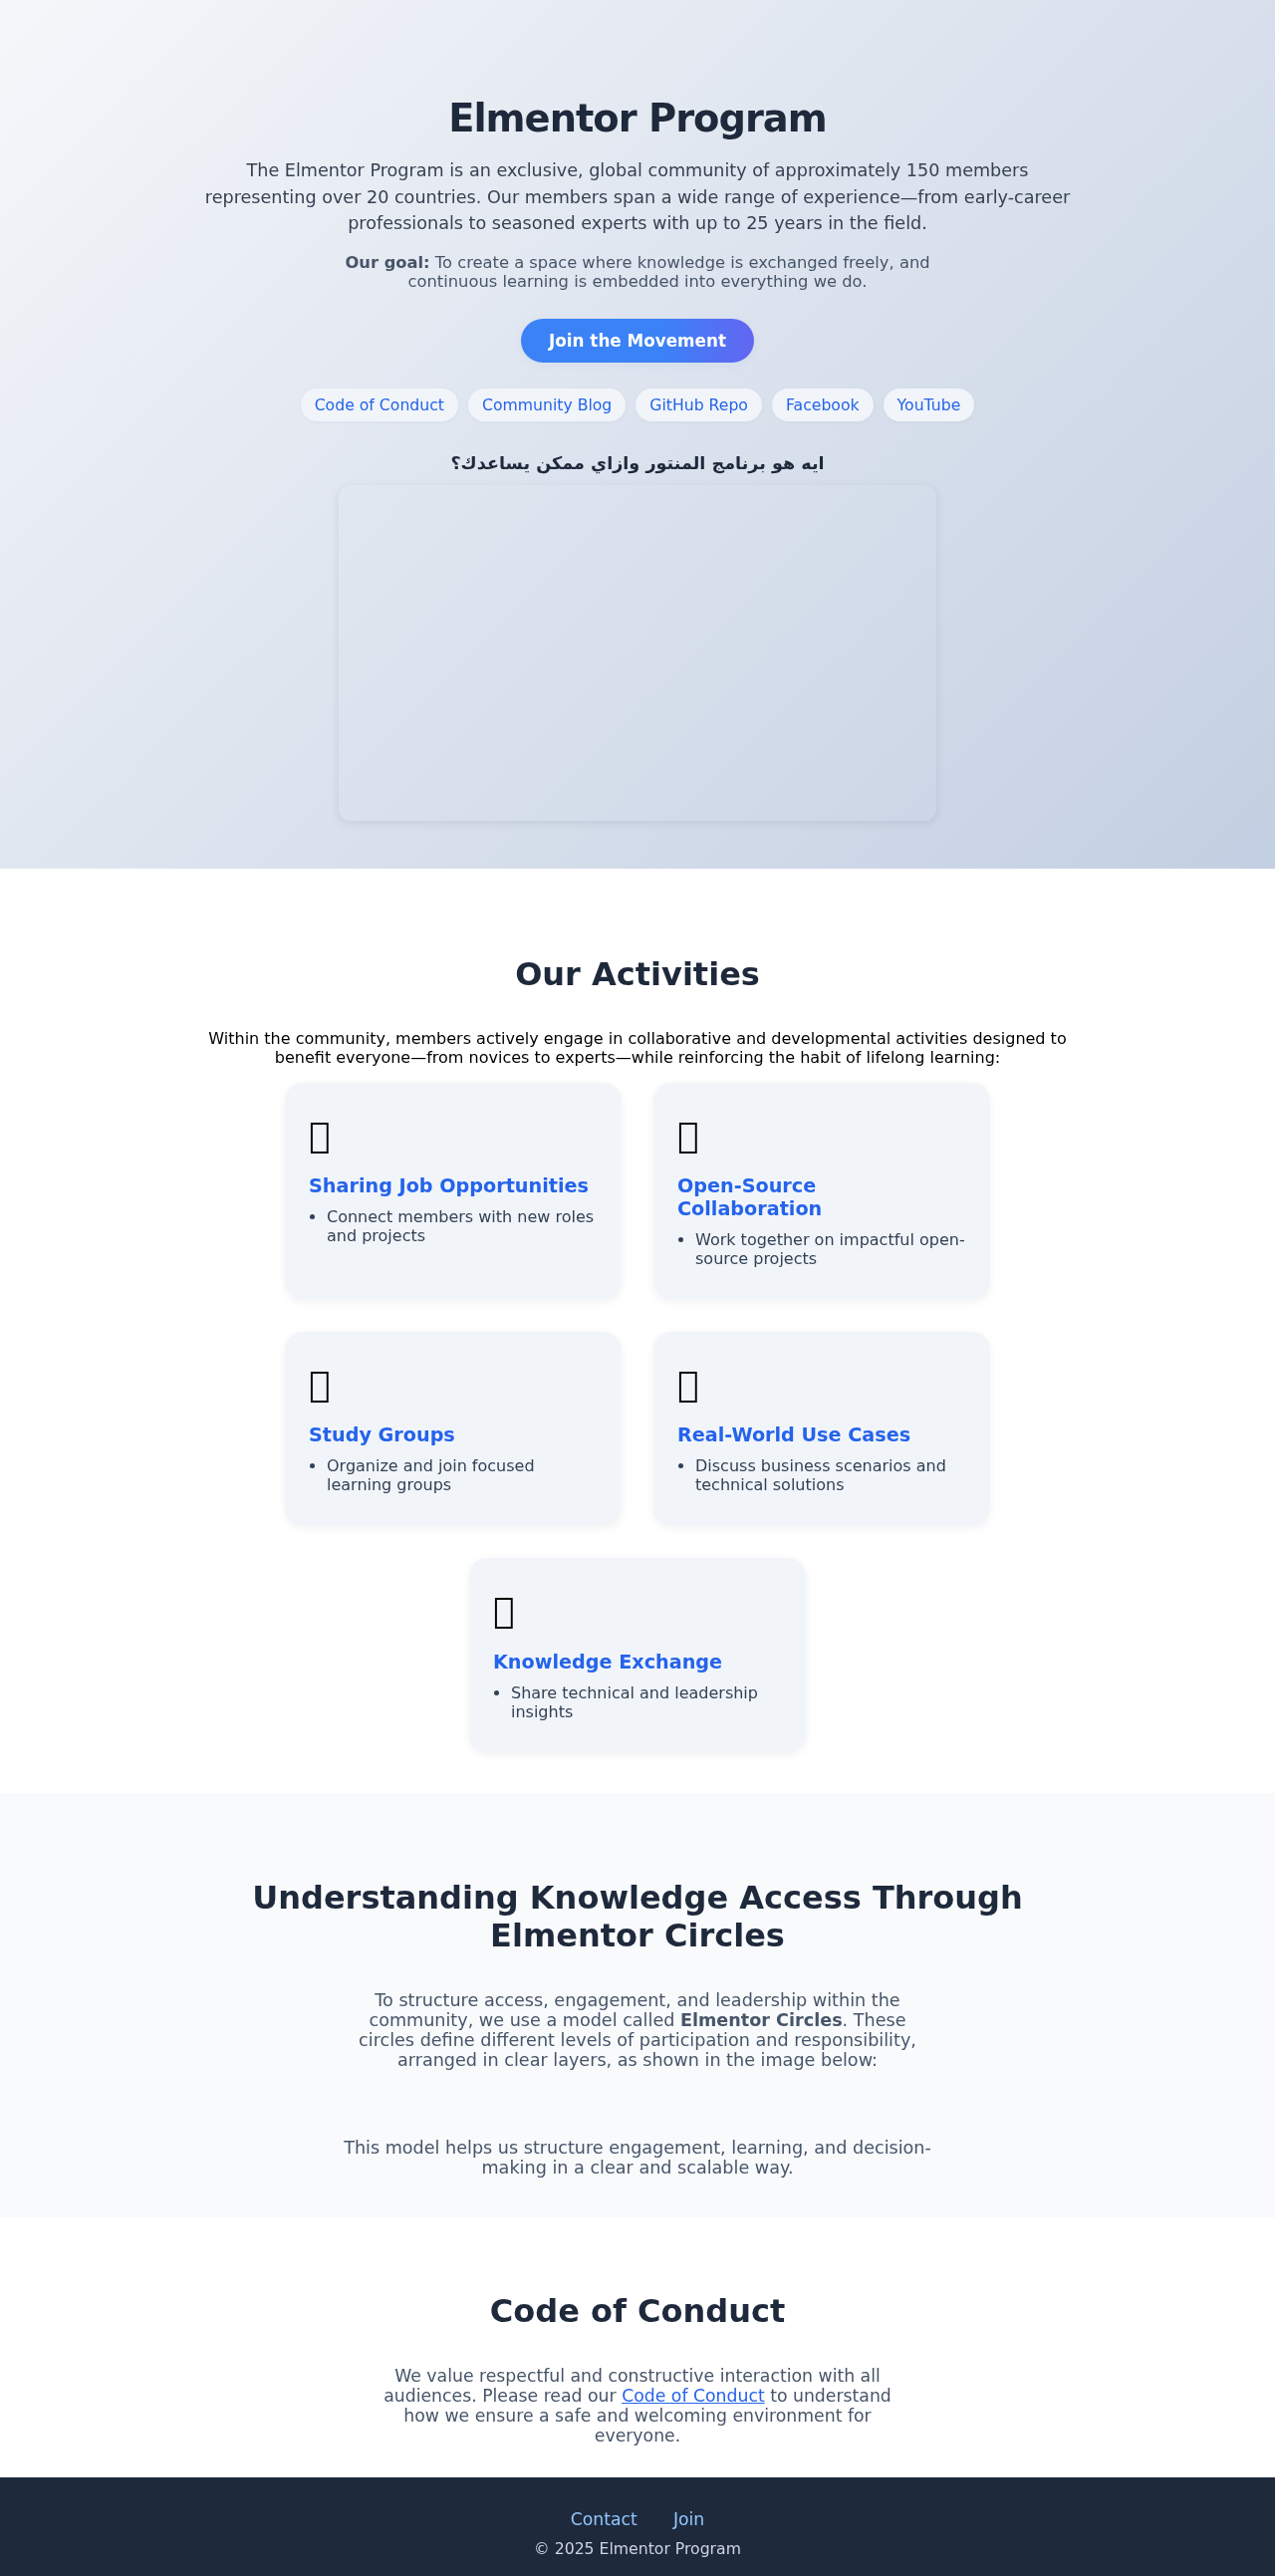 Elmentor Program
The Elmentor Program is an exclusive, global community of approximately 150 members
representing over 20 countries. Our members span a wide range of experience—from early-career
professionals to seasoned experts with up to 25 years in the field.
Our goal: To create a space where knowledge is exchanged freely, and
continuous learning is embedded into everything we do.
Join the Movement
Code of Conduct
Community Blog
GitHub Repo
Facebook
YouTube
ايه هو برنامج المنتور وازاي ممكن يساعدك؟
Our Activities
Within the community, members actively engage in collaborative and developmental activities designed to
benefit everyone—from novices to experts—while reinforcing the habit of lifelong learning:
Sharing Job Opportunities
• Connect members with new roles
and projects
Open-Source
Collaboration
• Work together on impactful open-
source projects
Study Groups
• Organize and join focused
learning groups
Real-World Use Cases
• Discuss business scenarios and
technical solutions
Knowledge Exchange
• Share technical and leadership
insights
Understanding Knowledge Access Through
Elmentor Circles
To structure access, engagement, and leadership within the
community, we use a model called Elmentor Circles. These
circles define different levels of participation and responsibility,
arranged in clear layers, as shown in the image below:
This model helps us structure engagement, learning, and decision-
making in a clear and scalable way.
Code of Conduct
We value respectful and constructive interaction with all
audiences. Please read our Code of Conduct to understand
how we ensure a safe and welcoming environment for
everyone.
Contact
Join
© 2025 Elmentor Program